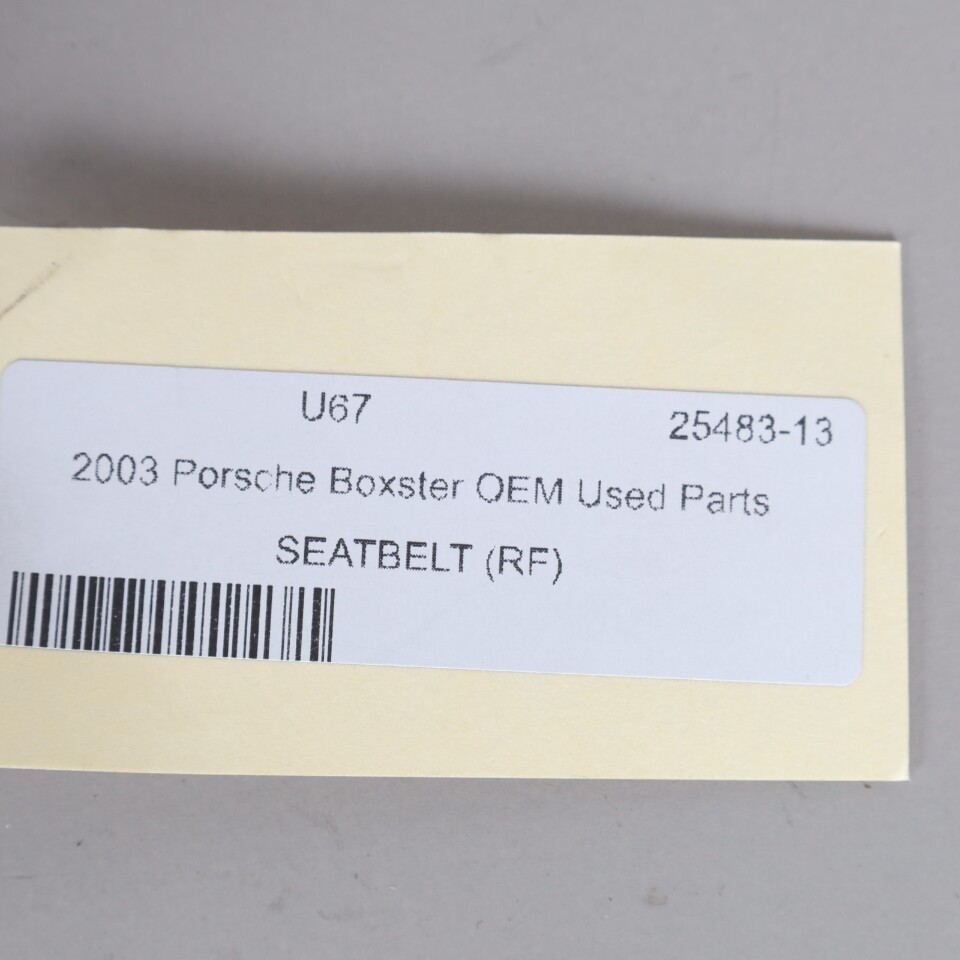 U67 25483-13
2003 Porsche Boxster OEM Used Parts
SEATBELT (RF)